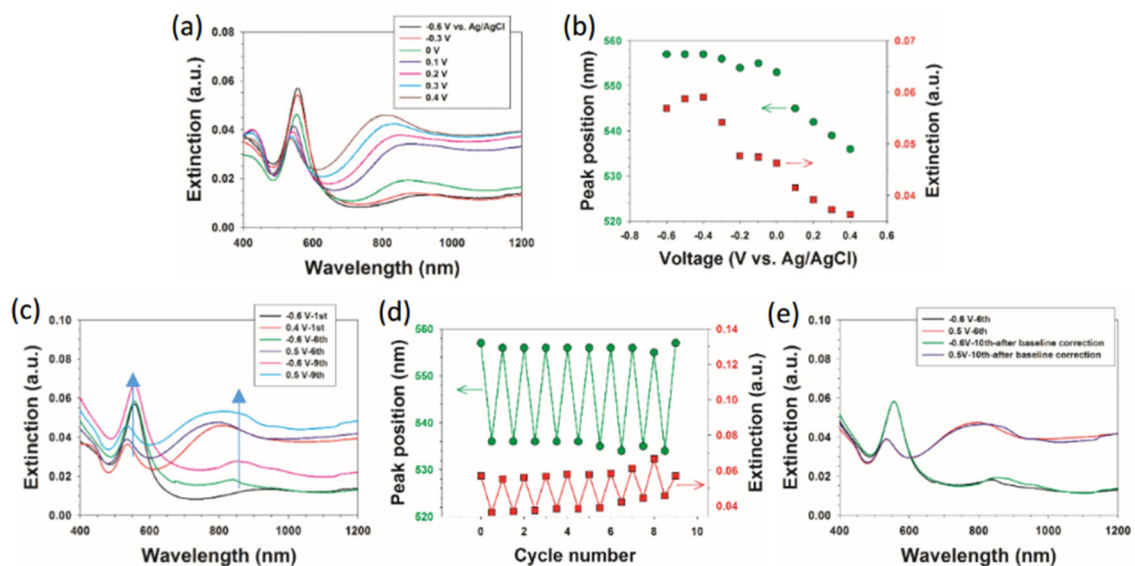 (a)
-0.6 V vs. Ag/AgCl
-0.3 V
0 V
0.1 V
0.2 V
0.3 V
0.4 V
0.08
0.06
0.04
0.02
0.00
Extinction (a.u.)
400 600 800 1000 1200
Wavelength (nm)
(b)
560
550
540
530
520
Peak position (nm)
0.07
0.06
0.05
0.04
Extinction (a.u.)
-0.8 -0.6 -0.4 -0.2 0.0 0.2 0.4 0.6
Voltage (V vs. Ag/AgCl)
(c)
-0.6 V-1st
0.4 V-1st
-0.6 V-6th
0.5 V-6th
-0.6 V-9th
0.5 V-9th
0.10
0.08
0.06
0.04
0.02
0.00
Extinction (a.u.)
400 600 800 1000 1200
Wavelength (nm)
(d)
560
550
540
530
520
Peak position (nm)
0.14
0.12
0.10
0.08
0.06
0.04
Extinction (a.u.)
0 2 4 6 8 10
Cycle number
(e)
-0.6 V-6th
0.5 V-6th
-0.6V-10th-after baseline correction
0.5V-10th-after baseline correction
0.10
0.08
0.06
0.04
0.02
0.00
Extinction (a.u.)
400 600 800 1000 1200
Wavelength (nm)